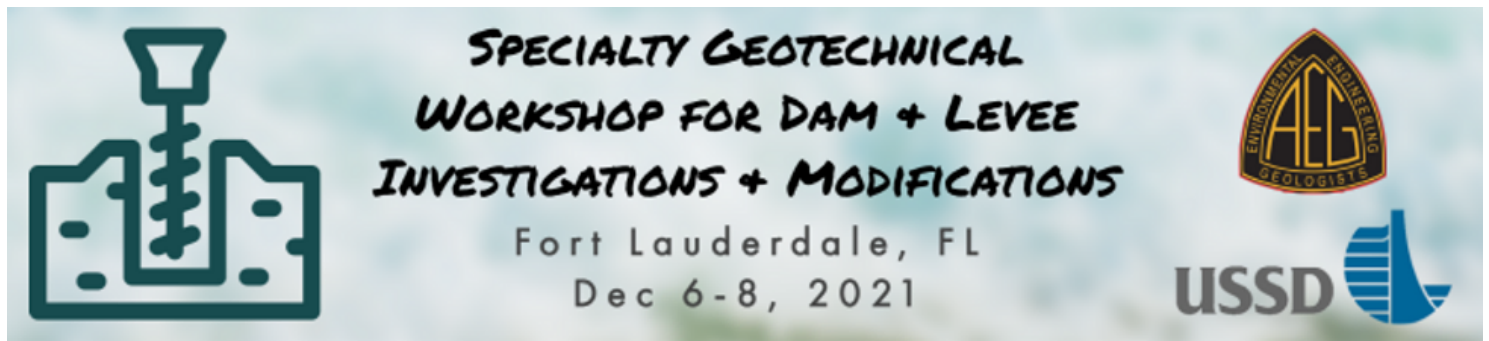 Specialty Geotechnical
Workshop for Dam & Levee
Investigations & Modifications
Fort Lauderdale, FL
Dec 6-8, 2021
ENVIRONMENTAL
ENGINEERING
AEG
GEOLOGISTS
USSD